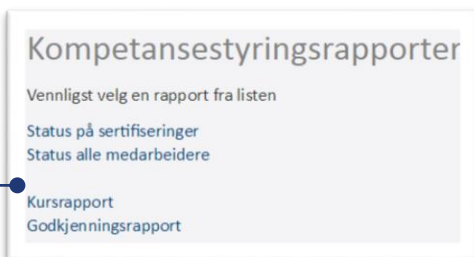 Kompetansestyringsrapporter
Vennligst velg en rapport fra listen
Status på sertifiseringer
Status alle medarbeidere
Kursrapport
Godkjenningsrapport